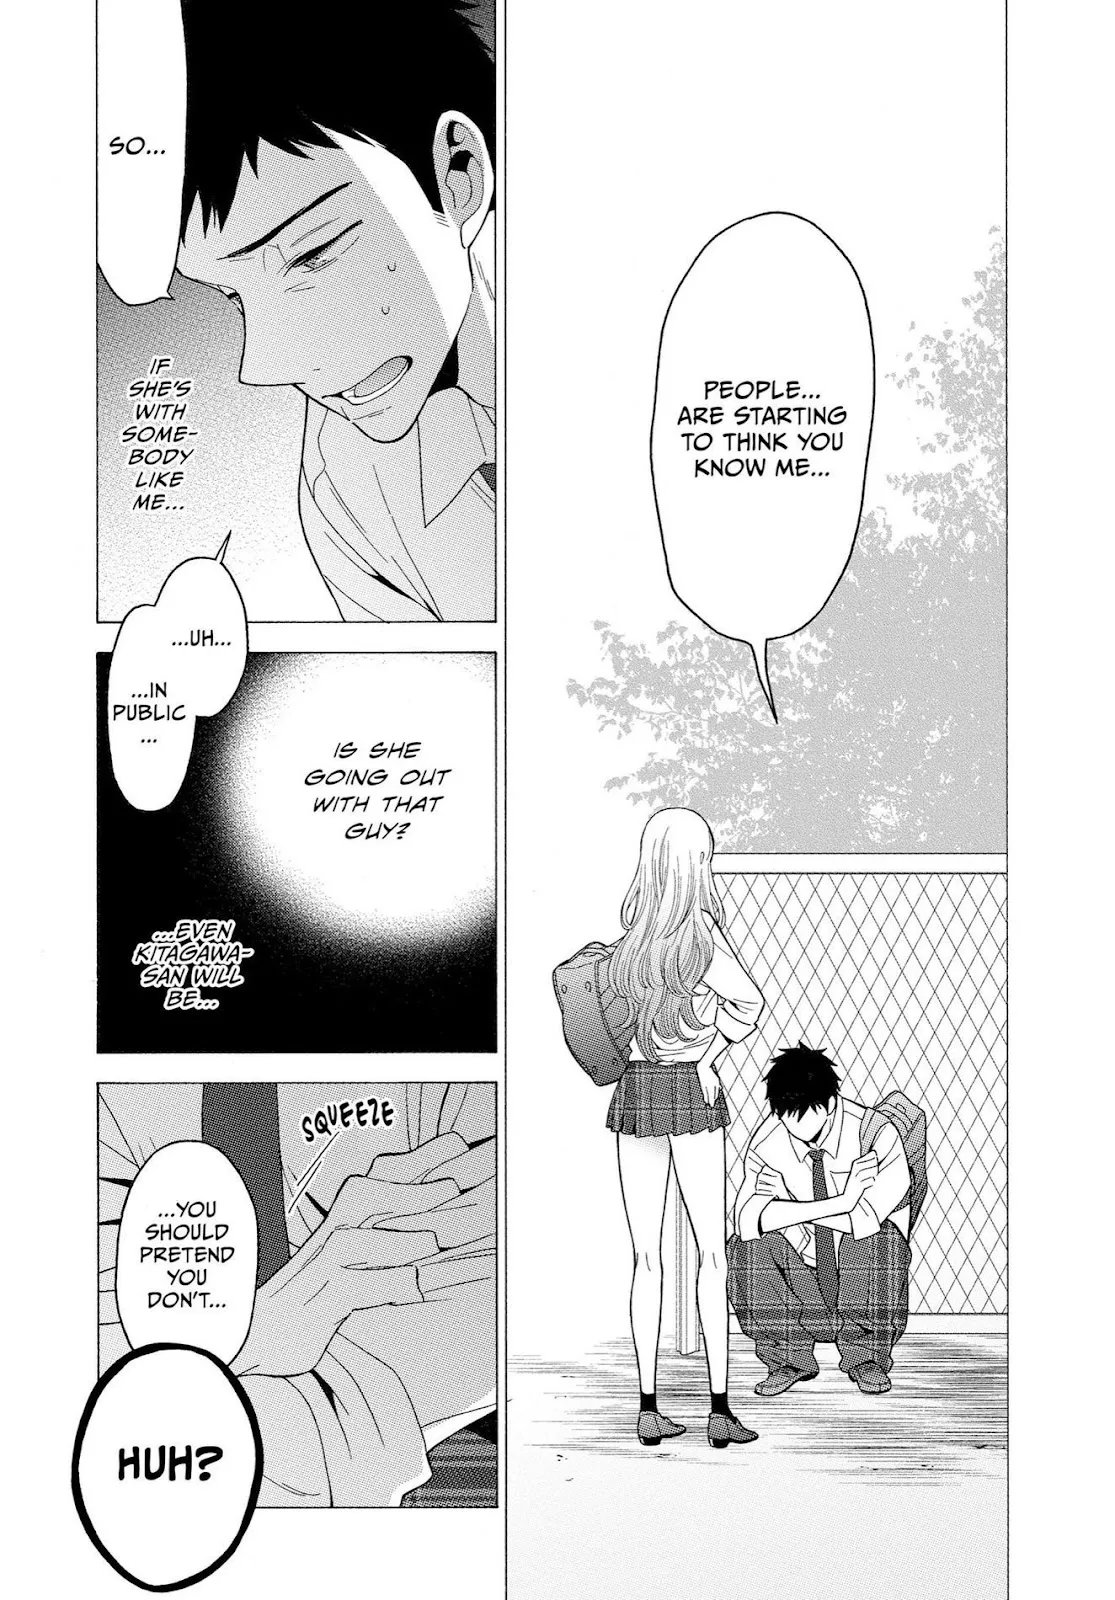 PEOPLE...
ARE STARTING
TO THINK YOU
KNOW ME...
SO...
IF
SHE'S
WITH
SOME-
BODY
LIKE
ME...
...UH...
...IN
PUBLIC
...
IS SHE
GOING OUT
WITH THAT
GUY?
...EVEN
KITAGAWA-
SAN WILL
BE...
SQUEEZE
...YOU
SHOULD
PRETEND
YOU
DON'T...
HUH?